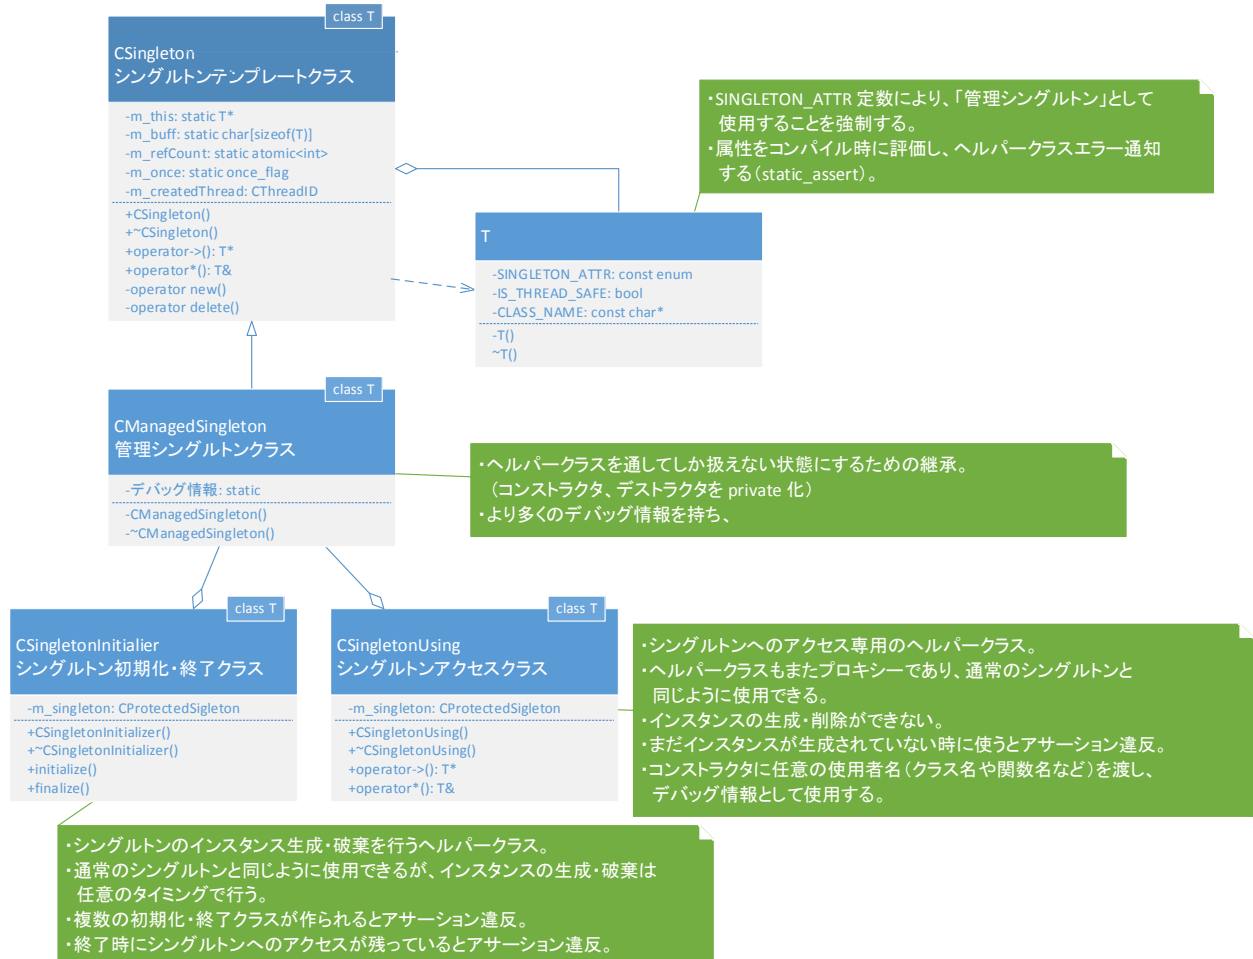 class T
CSingleton
シングルトンテンプレートクラス
-m_this: static T*
-m_buff: static char[sizeof(T)]
-m_refCount: static atomic<int>
-m_once: static once_flag
-m_createdThread: CThreadID
+CSingleton()
+~CSingleton()
+operator->(): T*
+operator*(): T&
-operator new()
-operator delete()
・SINGLETON_ATTR 定数により、「管理シングルトン」として
使用することを強制する。
・属性をコンパイル時に評価し、ヘルパークラスエラー通知
する（static_assert）。
T
-SINGLETON_ATTR: const enum
-IS_THREAD_SAFE: bool
-CLASS_NAME: const char*
-T()
~T()
class T
CManagedSingleton
管理シングルトンクラス
-デバッグ情報: static
-CManagedSingleton()
-~CManagedSingleton()
・ヘルパークラスを通してしか扱えない状態にするための継承。
（コンストラクタ、デストラクタを private 化）
・より多くのデバッグ情報を持ち、
class T
CSingletonInitialier
シングルトン初期化・終了クラス
-m_singleton: CProtectedSigleton
+CSingletonInitializer()
+~CSingletonInitializer()
+initialize()
+finalize()
class T
CSingletonUsing
シングルトンアクセスクラス
-m_singleton: CProtectedSigleton
+CSingletonUsing()
+~CSingletonUsing()
+operator->(): T*
+operator*(): T&
・シングルトンへのアクセス専用のヘルパークラス。
・ヘルパークラスもまたプロキシーであり、通常のシングルトンと
同じように使用できる。
・インスタンスの生成・削除ができない。
・まだインスタンスが生成されていない時に使うとアサーション違反。
・コンストラクタに任意の使用者名（クラス名や関数名など）を渡し、
デバッグ情報として使用する。
・シングルトンのインスタンス生成・破棄を行うヘルパークラス。
・通常のシングルトンと同じように使用できるが、インスタンスの生成・破棄は
任意のタイミングで行う。
・複数の初期化・終了クラスが作られるとアサーション違反。
・終了時にシングルトンへのアクセスが残っているとアサーション違反。